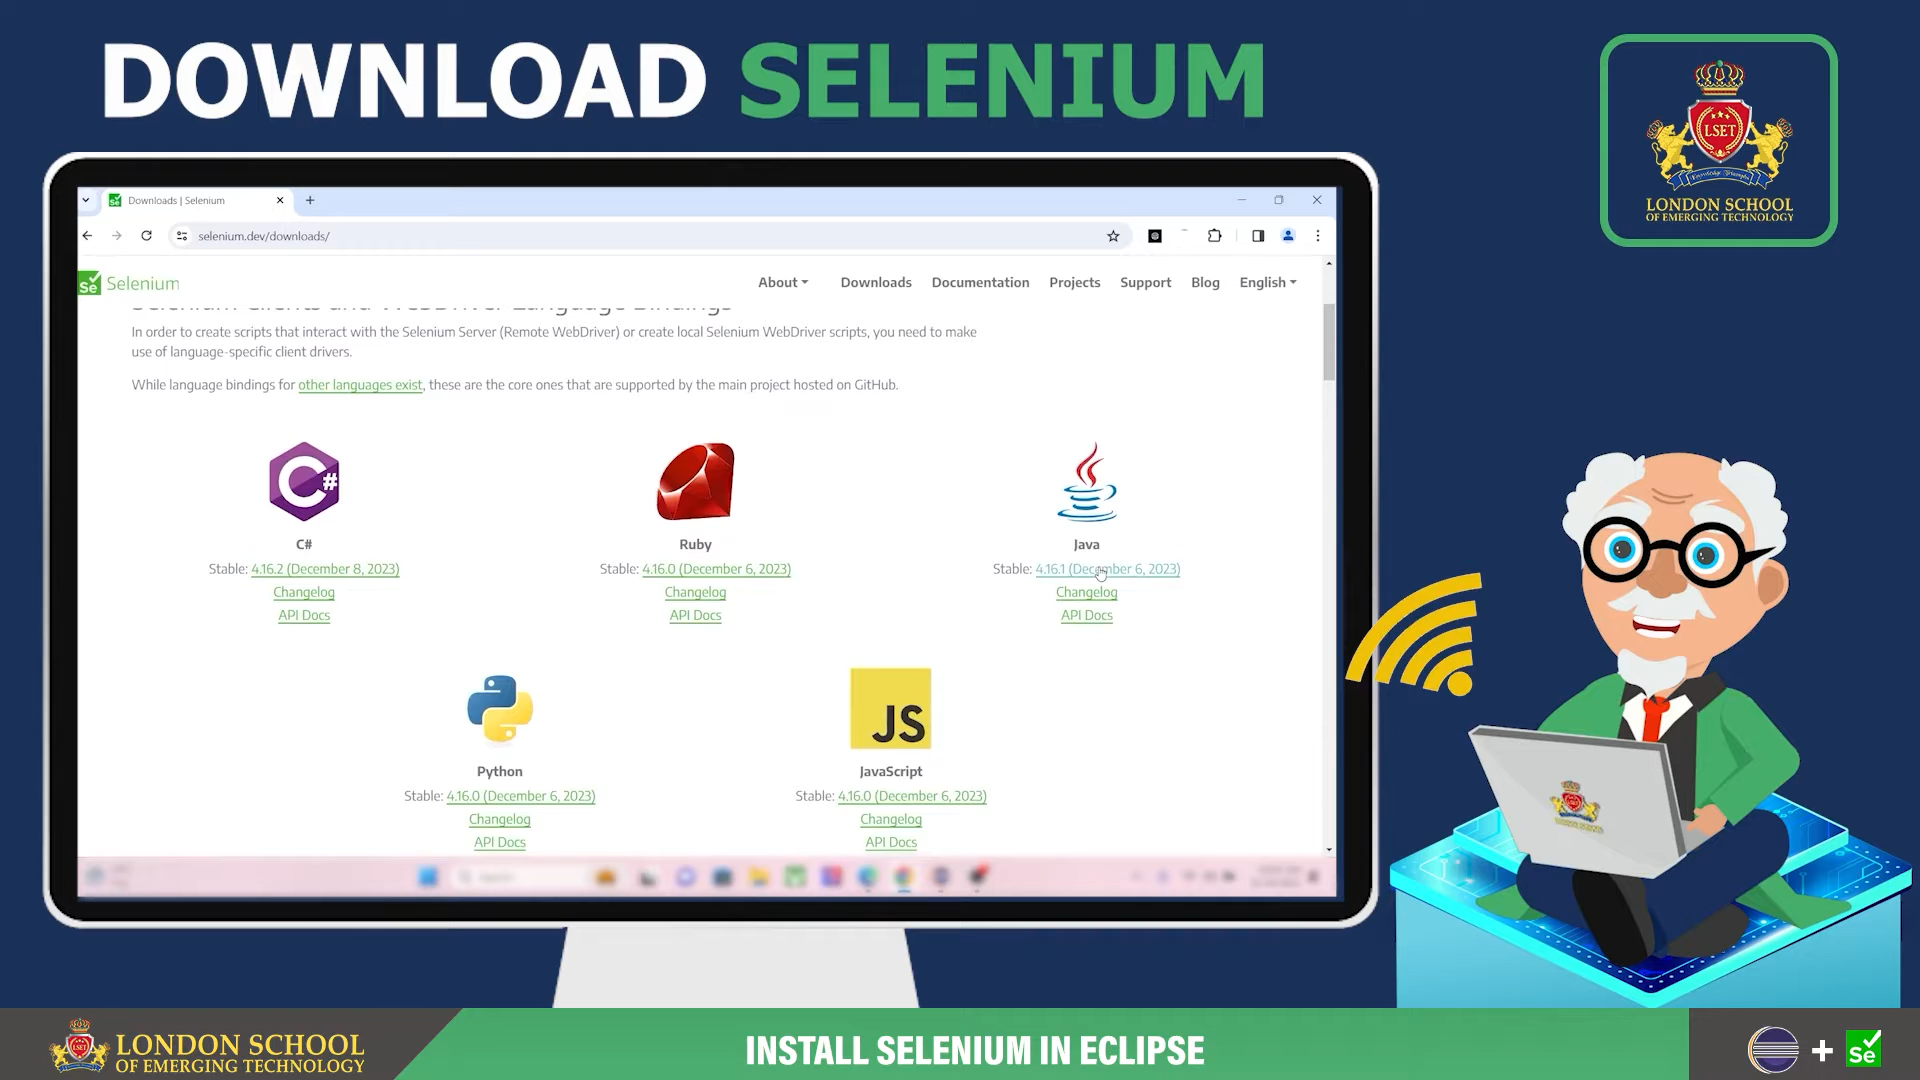 DOWNLOAD SELENIUM
LSET
LONDON SCHOOL
OF EMERGING TECHNOLOGY
Downloads | Selenium
selenium.dev/downloads/
Se Selenium
About Downloads Documentation Projects Support Blog English
Selenium Clients and WebDriver Language Bindings
In order to create scripts that interact with the Selenium Server (Remote WebDriver) or create local Selenium WebDriver scripts, you need to make
use of language-specific client drivers.
While language bindings for other languages exist, these are the core ones that are supported by the main project hosted on GitHub.
C#
Stable: 4.16.2 (December 8, 2023)
Changelog
API Docs
Ruby
Stable: 4.16.0 (December 6, 2023)
Changelog
API Docs
Java
Stable: 4.16.1 (December 6, 2023)
Changelog
API Docs
Python
Stable: 4.16.0 (December 6, 2023)
Changelog
API Docs
JS
JavaScript
Stable: 4.16.0 (December 6, 2023)
Changelog
API Docs
LONDON SCHOOL
OF EMERGING TECHNOLOGY
INSTALL SELENIUM IN ECLIPSE
+ Se